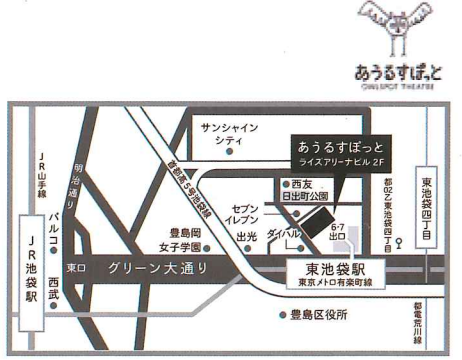 あうるすぽっと
OWLSPOT THEATRE
サンシャイン
シティ
あうるすぽっと
ライズアリーナビル 2F
首都高5号池袋線
明治通り
JR山手線
パルコ
西友
日出町公園
セブン
イレブン
豊島岡
女子学園
出光
ダイハツ
6-7
出口
都02乙東池袋四丁目
東池袋四丁目
JR池袋駅
東口
グリーン大通り
東池袋駅
東京メトロ有楽町線
西武
豊島区役所
都電荒川線